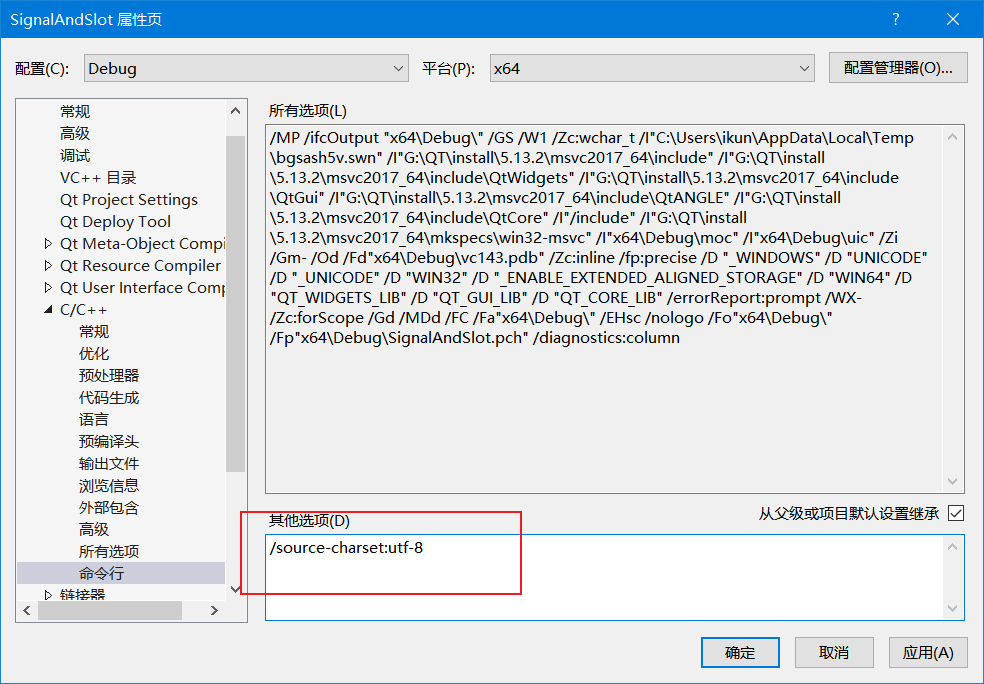 SignalAndSlot 属性页
?
配置(C):
Debug
平台(P):
x64
配置管理器(O)...
常规
高级
调试
VC++ 目录
Qt Project Settings
Qt Deploy Tool
Qt Meta-Object Compi
Qt Resource Compiler
Qt User Interface Comp
C/C++
常规
优化
预处理器
代码生成
语言
预编译头
输出文件
浏览信息
外部包含
高级
所有选项
命令行
链接器
所有选项(L)
/MP /ifcOutput "x64\Debug\" /GS /W1 /Zc:wchar_t /I"C:\Users\ikun\AppData\Local\Temp
\bgsash5v.swn" /I"G:\QT\install\5.13.2\msvc2017_64\include" /I"G:\QT\install
\5.13.2\msvc2017_64\include\QtWidgets" /I"G:\QT\install\5.13.2\msvc2017_64\include
\QtGui" /I"G:\QT\install\5.13.2\msvc2017_64\include\QtANGLE" /I"G:\QT\install
\5.13.2\msvc2017_64\include\QtCore" /I"/include" /I"G:\QT\install
\5.13.2\msvc2017_64\mkspecs\win32-msvc" /I"x64\Debug\moc" /I"x64\Debug\uic" /Zi
/Gm- /Od /Fd"x64\Debug\vc143.pdb" /Zc:inline /fp:precise /D "_WINDOWS" /D "UNICODE"
/D "_UNICODE" /D "WIN32" /D "_ENABLE_EXTENDED_ALIGNED_STORAGE" /D "WIN64" /D
"QT_WIDGETS_LIB" /D "QT_GUI_LIB" /D "QT_CORE_LIB" /errorReport:prompt /WX-
/Zc:forScope /Gd /MDd /FC /Fa"x64\Debug\" /EHsc /nologo /Fo"x64\Debug\"
/Fp"x64\Debug\SignalAndSlot.pch" /diagnostics:column
从父级或项目默认设置继承
其他选项(D)
/source-charset:utf-8
确定
取消
应用(A)